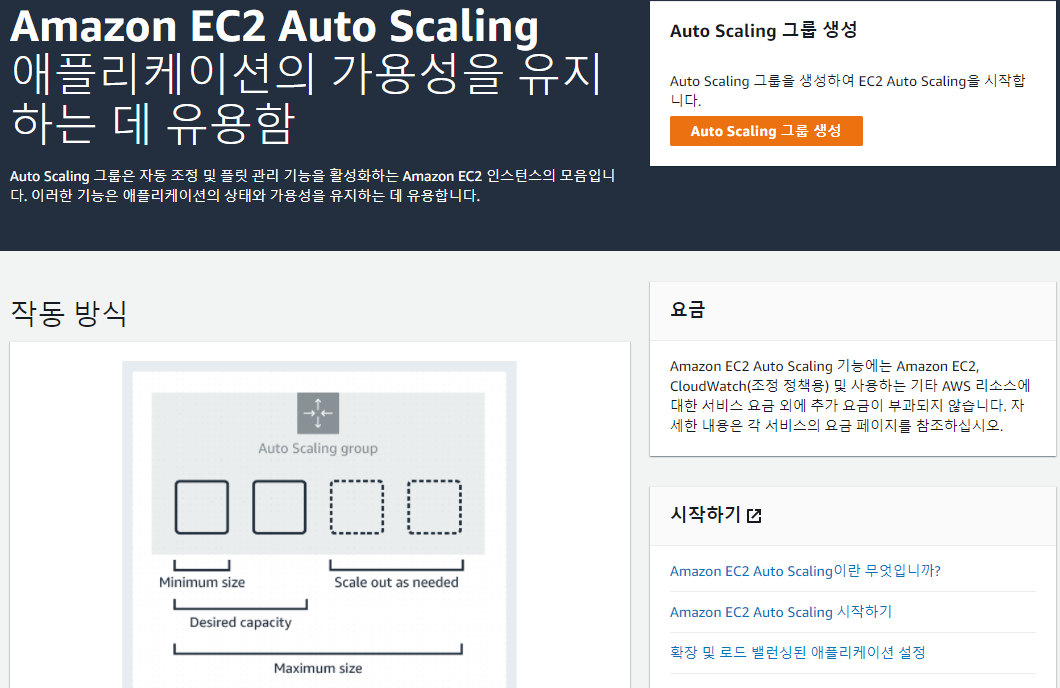 Amazon EC2 Auto Scaling
애플리케이션의 가용성을 유지
하는 데 유용함
Auto Scaling 그룹은 자동 조정 및 플릿 관리 기능을 활성화하는 Amazon EC2 인스턴스의 모음입니
다. 이러한 기능은 애플리케이션의 상태와 가용성을 유지하는 데 유용합니다.
Auto Scaling 그룹 생성
Auto Scaling 그룹을 생성하여 EC2 Auto Scaling을 시작합
니다.
Auto Scaling 그룹 생성
작동 방식
Auto Scaling group
Minimum size
Scale out as needed
Desired capacity
Maximum size
요금
Amazon EC2 Auto Scaling 기능에는 Amazon EC2,
CloudWatch(조정 정책용) 및 사용하는 기타 AWS 리소스에
대한 서비스 요금 외에 추가 요금이 부과되지 않습니다. 자
세한 내용은 각 서비스의 요금 페이지를 참조하십시오.
시작하기
Amazon EC2 Auto Scaling이란 무엇입니까?
Amazon EC2 Auto Scaling 시작하기
확장 및 로드 밸런싱된 애플리케이션 설정